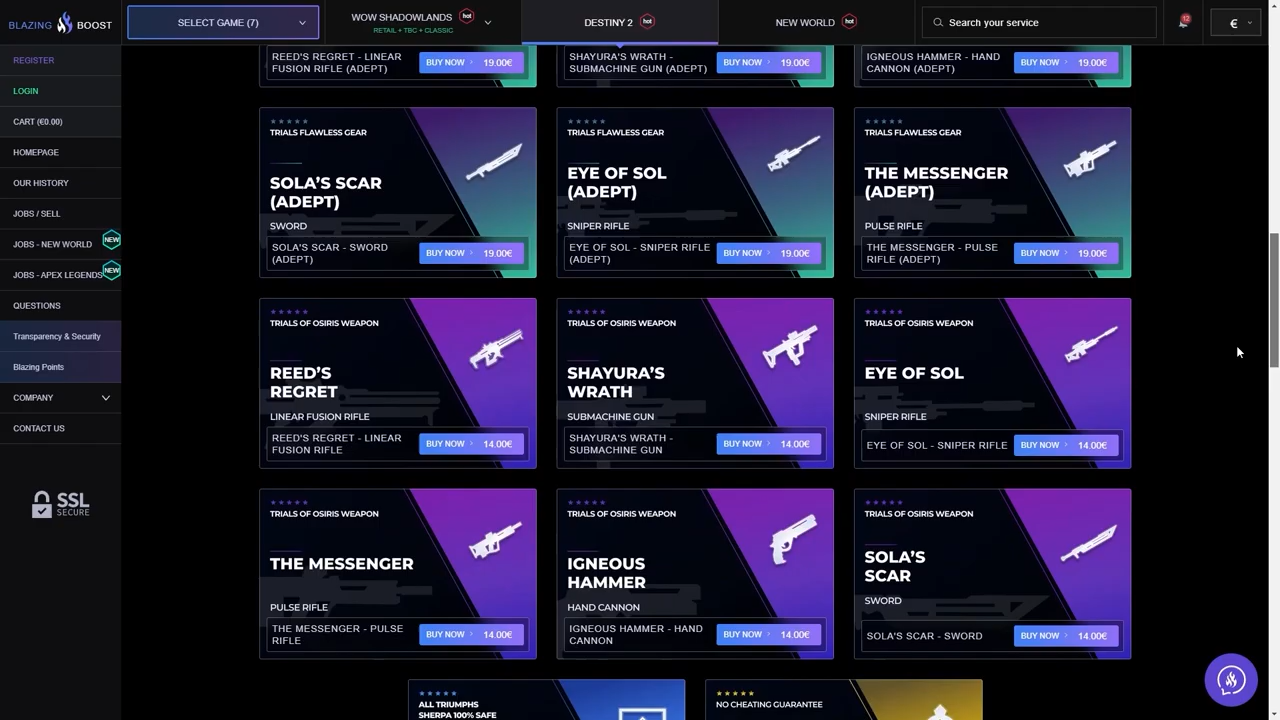 BLAZING BOOST
SELECT GAME (7)
WOW SHADOWLANDS hot
RETAIL + TBC + CLASSIC
DESTINY 2 hot
NEW WORLD hot
Search your service
12
€
REGISTER
LOGIN
CART (€0.00)
HOMEPAGE
OUR HISTORY
JOBS / SELL
JOBS - NEW WORLD NEW
JOBS - APEX LEGENDS NEW
QUESTIONS
Transparency & Security
Blazing Points
COMPANY
CONTACT US
SSL
SECURE
REED'S REGRET - LINEAR
FUSION RIFLE (ADEPT)
BUY NOW 19.00€
SHAYURA'S WRATH -
SUBMACHINE GUN (ADEPT)
BUY NOW 19.00€
IGNEOUS HAMMER - HAND
CANNON (ADEPT)
BUY NOW 19.00€
TRIALS FLAWLESS GEAR
SOLA'S SCAR
(ADEPT)
SWORD
SOLA'S SCAR - SWORD
(ADEPT)
BUY NOW 19.00€
TRIALS FLAWLESS GEAR
EYE OF SOL
(ADEPT)
SNIPER RIFLE
EYE OF SOL - SNIPER RIFLE
(ADEPT)
BUY NOW 19.00€
TRIALS FLAWLESS GEAR
THE MESSENGER
(ADEPT)
PULSE RIFLE
THE MESSENGER - PULSE
RIFLE (ADEPT)
BUY NOW 19.00€
TRIALS OF OSIRIS WEAPON
REED'S
REGRET
LINEAR FUSION RIFLE
REED'S REGRET - LINEAR
FUSION RIFLE
BUY NOW 14.00€
TRIALS OF OSIRIS WEAPON
SHAYURA'S
WRATH
SUBMACHINE GUN
SHAYURA'S WRATH -
SUBMACHINE GUN
BUY NOW 14.00€
TRIALS OF OSIRIS WEAPON
EYE OF SOL
SNIPER RIFLE
EYE OF SOL - SNIPER RIFLE
BUY NOW 14.00€
TRIALS OF OSIRIS WEAPON
THE MESSENGER
PULSE RIFLE
THE MESSENGER - PULSE
RIFLE
BUY NOW 14.00€
TRIALS OF OSIRIS WEAPON
IGNEOUS
HAMMER
HAND CANNON
IGNEOUS HAMMER - HAND
CANNON
BUY NOW 14.00€
TRIALS OF OSIRIS WEAPON
SOLA'S
SCAR
SWORD
SOLA'S SCAR - SWORD
BUY NOW 14.00€
ALL TRIUMPHS
SHERPA 100% SAFE
NO CHEATING GUARANTEE